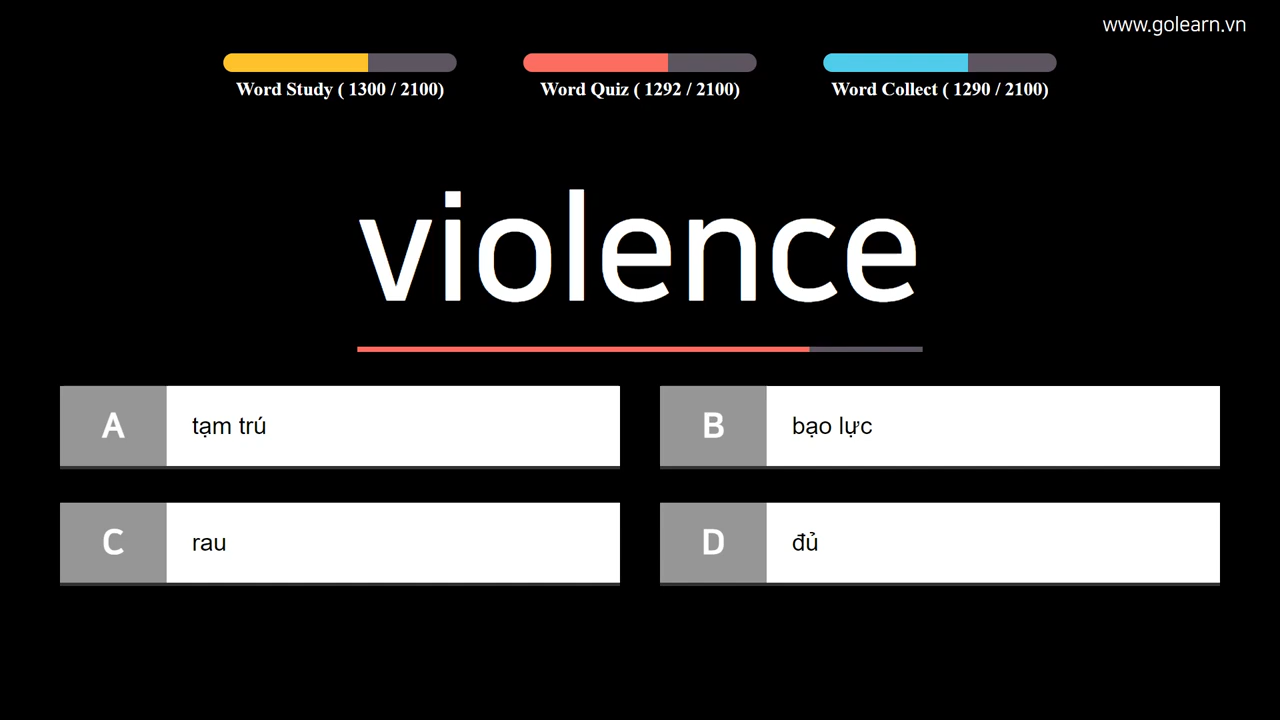 www.golearn.vn
Word Study ( 1300 / 2100)
Word Quiz ( 1292 / 2100)
Word Collect ( 1290 / 2100)
violence
A tạm trú
B bạo lực
C rau
D đủ